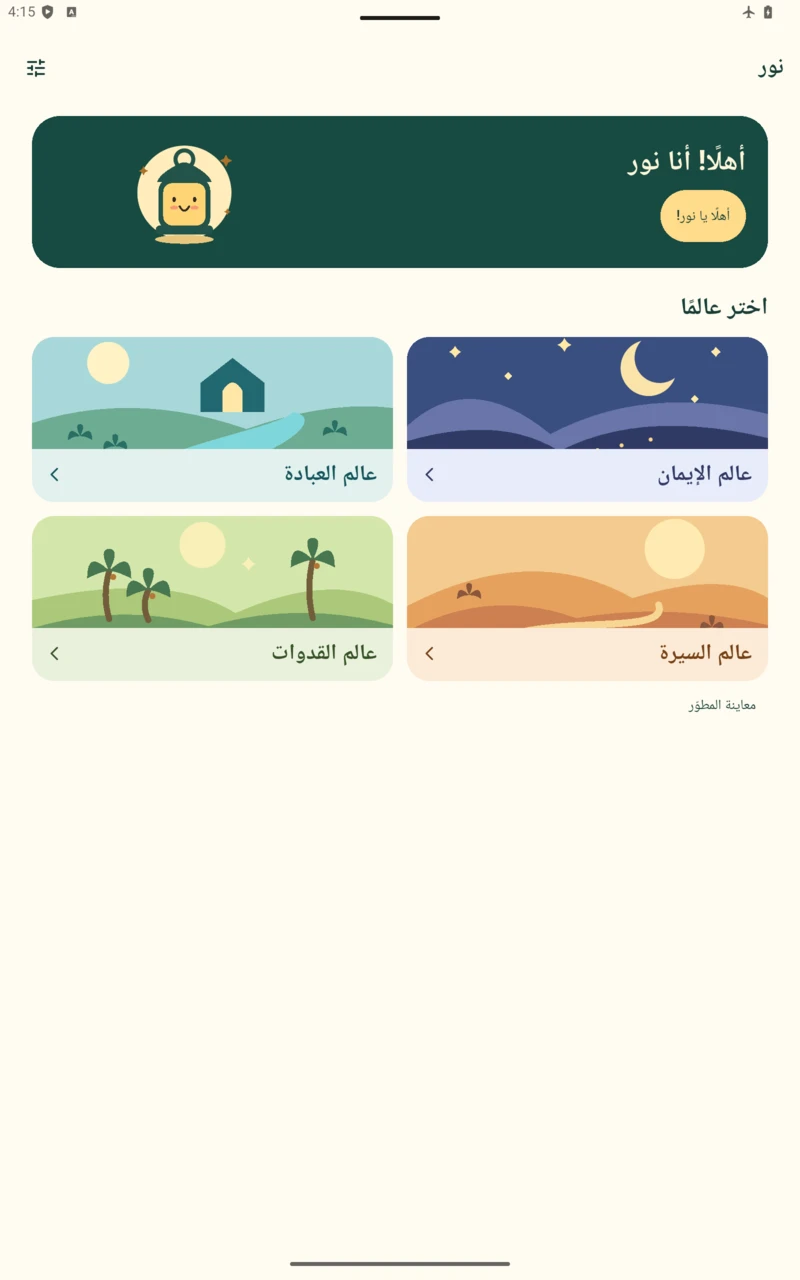 4:15
نور
أهلًا! أنا نور
أهلًا يا نور!
اختر عالمًا
عالم الإيمان
عالم العبادة
عالم السيرة
عالم القدوات
معاينة المطوّر